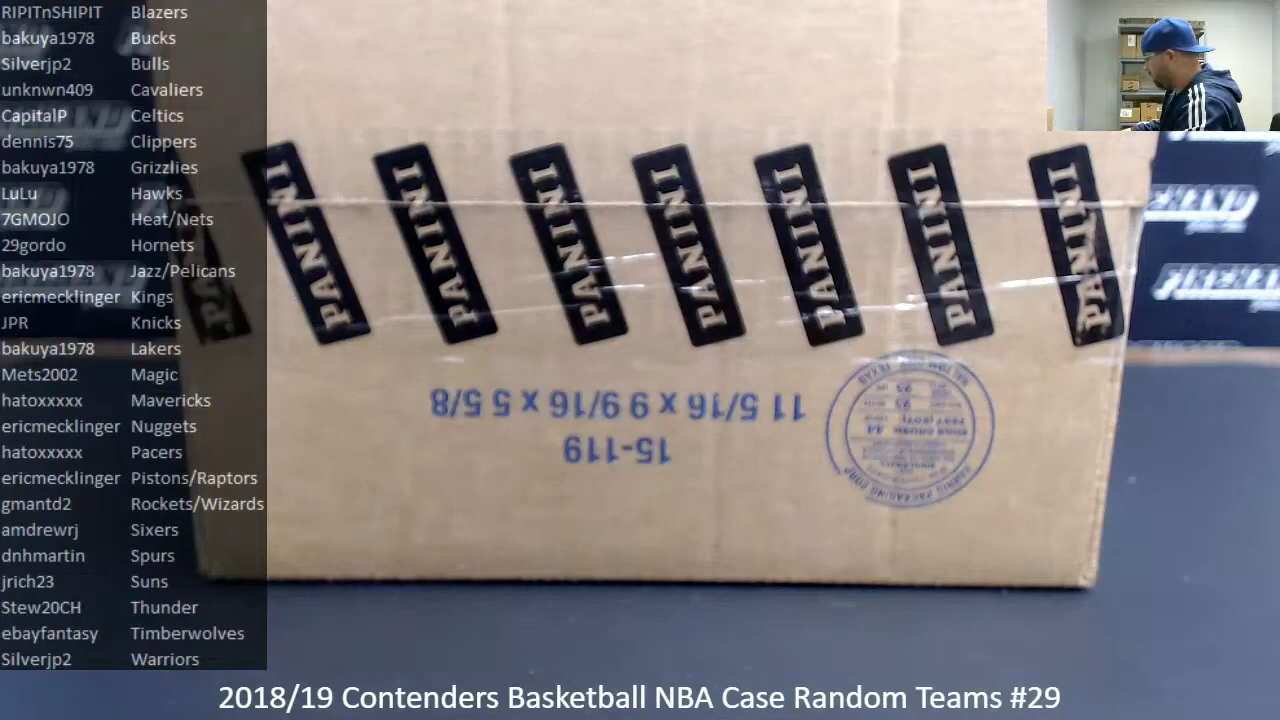 RIPITnSHIPIT Blazers
bakuya1978 Bucks
Silverjp2 Bulls
unknwn409 Cavaliers
CapitalP Celtics
dennis75 Clippers
bakuya1978 Grizzlies
LuLu Hawks
7GMOJO Heat/Nets
29gordo Hornets
bakuya1978 Jazz/Pelicans
ericmecklinger Kings
JPR Knicks
bakuya1978 Lakers
Mets2002 Magic
hatoxxxxx Mavericks
ericmecklinger Nuggets
hatoxxxxx Pacers
ericmecklinger Pistons/Raptors
gmantd2 Rockets/Wizards
amdrewrj Sixers
dnhmartin Spurs
jrich23 Suns
Stew20CH Thunder
ebayfantasy Timberwolves
Silverjp2 Warriors
PANINI PANINI PANINI PANINI PANINI PANINI PANINI
15-119
11 5/16 x 9 9/16 x 5 5/8
2018/19 Contenders Basketball NBA Case Random Teams #29